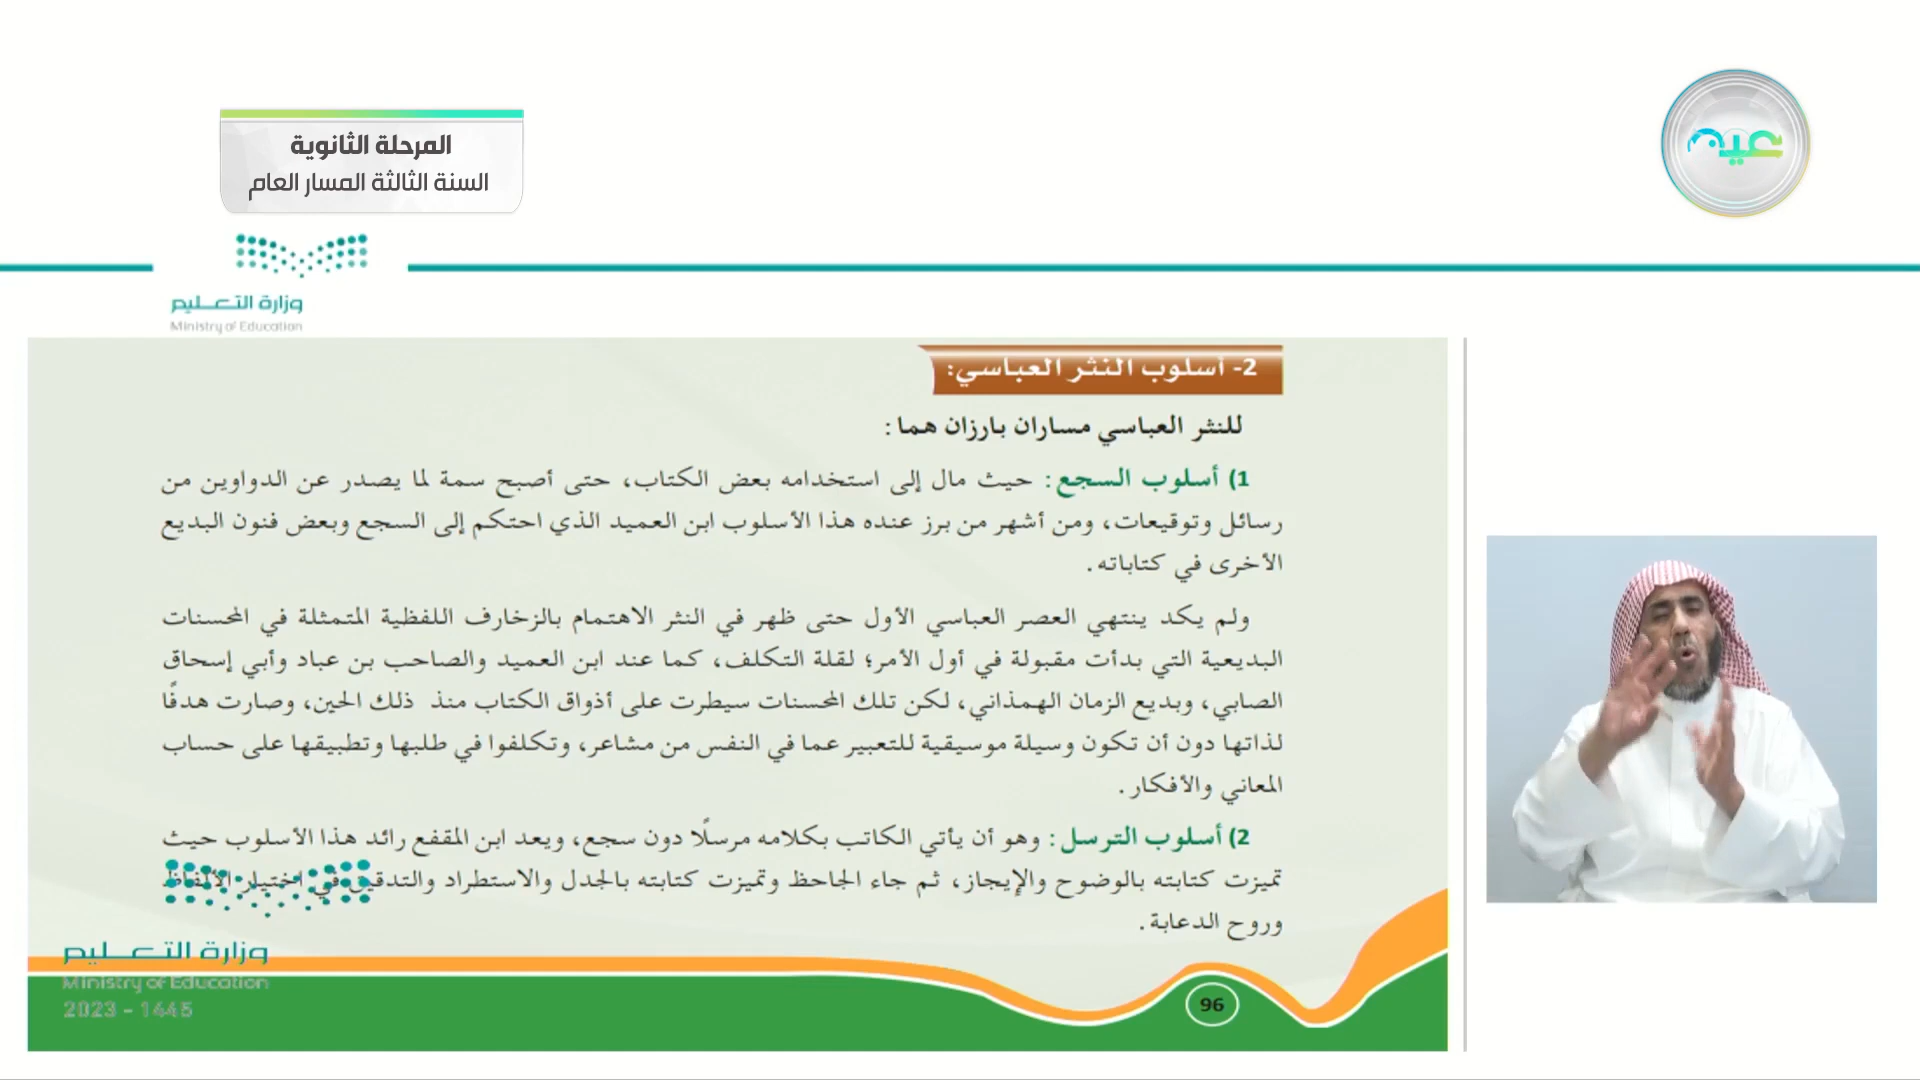 المرحلة الثانوية
السنة الثالثة المسار العام
عين
وزارة التعليم
Ministry of Education
2- أسلوب النثر العباسي:
للنثر العباسي مساران بارزان هما :
1) أسلوب السجع : حيث مال إلى استخدامه بعض الكتاب، حتى أصبح سمة لما يصدر عن الدواوين من
رسائل وتوقيعات، ومن أشهر من برز عنده هذا الأسلوب ابن العميد الذي احتكم إلى السجع وبعض فنون البديع
الأخرى في كتاباته .
ولم يكد ينتهي العصر العباسي الأول حتى ظهر في النثر الاهتمام بالزخارف اللفظية المتمثلة في المحسنات
البديعية التي بدأت مقبولة في أول الأمر؛ لقلة التكلف، كما عند ابن العميد والصاحب بن عباد وأبي إسحاق
الصابي، وبديع الزمان الهمذاني، لكن تلك المحسنات سيطرت على أذواق الكتاب منذ ذلك الحين، وصارت هدفًا
لذاتها دون أن تكون وسيلة موسيقية للتعبير عما في النفس من مشاعر، وتكلفوا في طلبها وتطبيقها على حساب
المعاني والأفكار .
2) أسلوب الترسل : وهو أن يأتي الكاتب بكلامه مرسلًا دون سجع، ويعد ابن المقفع رائد هذا الأسلوب حيث
تميزت كتابته بالوضوح والإيجاز، ثم جاء الجاحظ وتميزت كتابته بالجدل والاستطراد والتدقيق في اختيار الألفاظ
وروح الدعابة .
وزارة التعليم
Ministry of Education
2023 - 1445
96